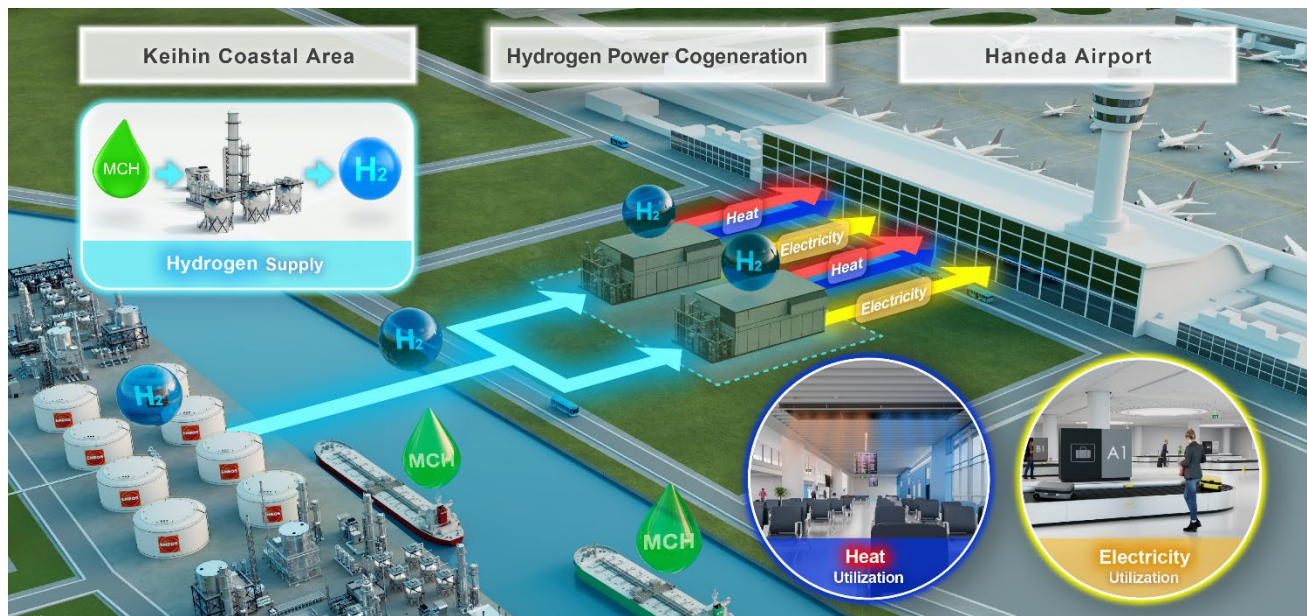 Keihin Coastal Area
Hydrogen Power Cogeneration
Haneda Airport
MCH
H2
Hydrogen Supply
H2
Heat
Electricity
H2
Heat
Electricity
H2
H2
MCH
MCH
Heat
Utilization
A1
Electricity
Utilization